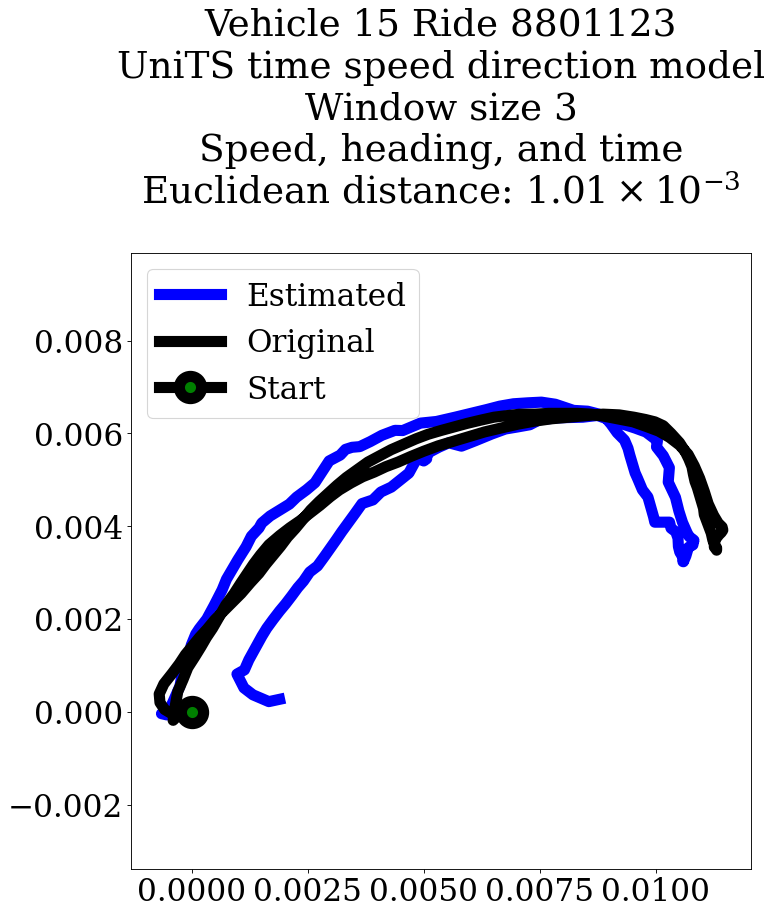 Vehicle 15 Ride 8801123
UniTS time speed direction model
Window size 3
Speed, heading, and time
Euclidean distance: 1.01 × 10⁻³
Estimated
Original
Start
0.008
0.006
0.004
0.002
0.000
−0.002
0.0000 0.0025 0.0050 0.0075 0.0100